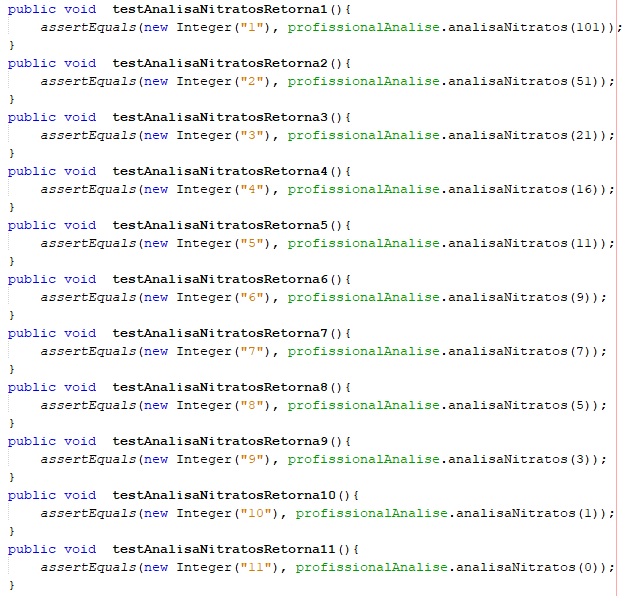 public void  testAnalisaNitratosRetorna1(){
    assertEquals(new Integer("1"), profissionalAnalise.analisaNitratos(101));
}
public void  testAnalisaNitratosRetorna2(){
    assertEquals(new Integer("2"), profissionalAnalise.analisaNitratos(51));
}
public void  testAnalisaNitratosRetorna3(){
    assertEquals(new Integer("3"), profissionalAnalise.analisaNitratos(21));
}
public void  testAnalisaNitratosRetorna4(){
    assertEquals(new Integer("4"), profissionalAnalise.analisaNitratos(16));
}
public void  testAnalisaNitratosRetorna5(){
    assertEquals(new Integer("5"), profissionalAnalise.analisaNitratos(11));
}
public void  testAnalisaNitratosRetorna6(){
    assertEquals(new Integer("6"), profissionalAnalise.analisaNitratos(9));
}
public void  testAnalisaNitratosRetorna7(){
    assertEquals(new Integer("7"), profissionalAnalise.analisaNitratos(7));
}
public void  testAnalisaNitratosRetorna8(){
    assertEquals(new Integer("8"), profissionalAnalise.analisaNitratos(5));
}
public void  testAnalisaNitratosRetorna9(){
    assertEquals(new Integer("9"), profissionalAnalise.analisaNitratos(3));
}
public void  testAnalisaNitratosRetorna10(){
    assertEquals(new Integer("10"), profissionalAnalise.analisaNitratos(1));
}
public void  testAnalisaNitratosRetorna11(){
    assertEquals(new Integer("11"), profissionalAnalise.analisaNitratos(0));
}